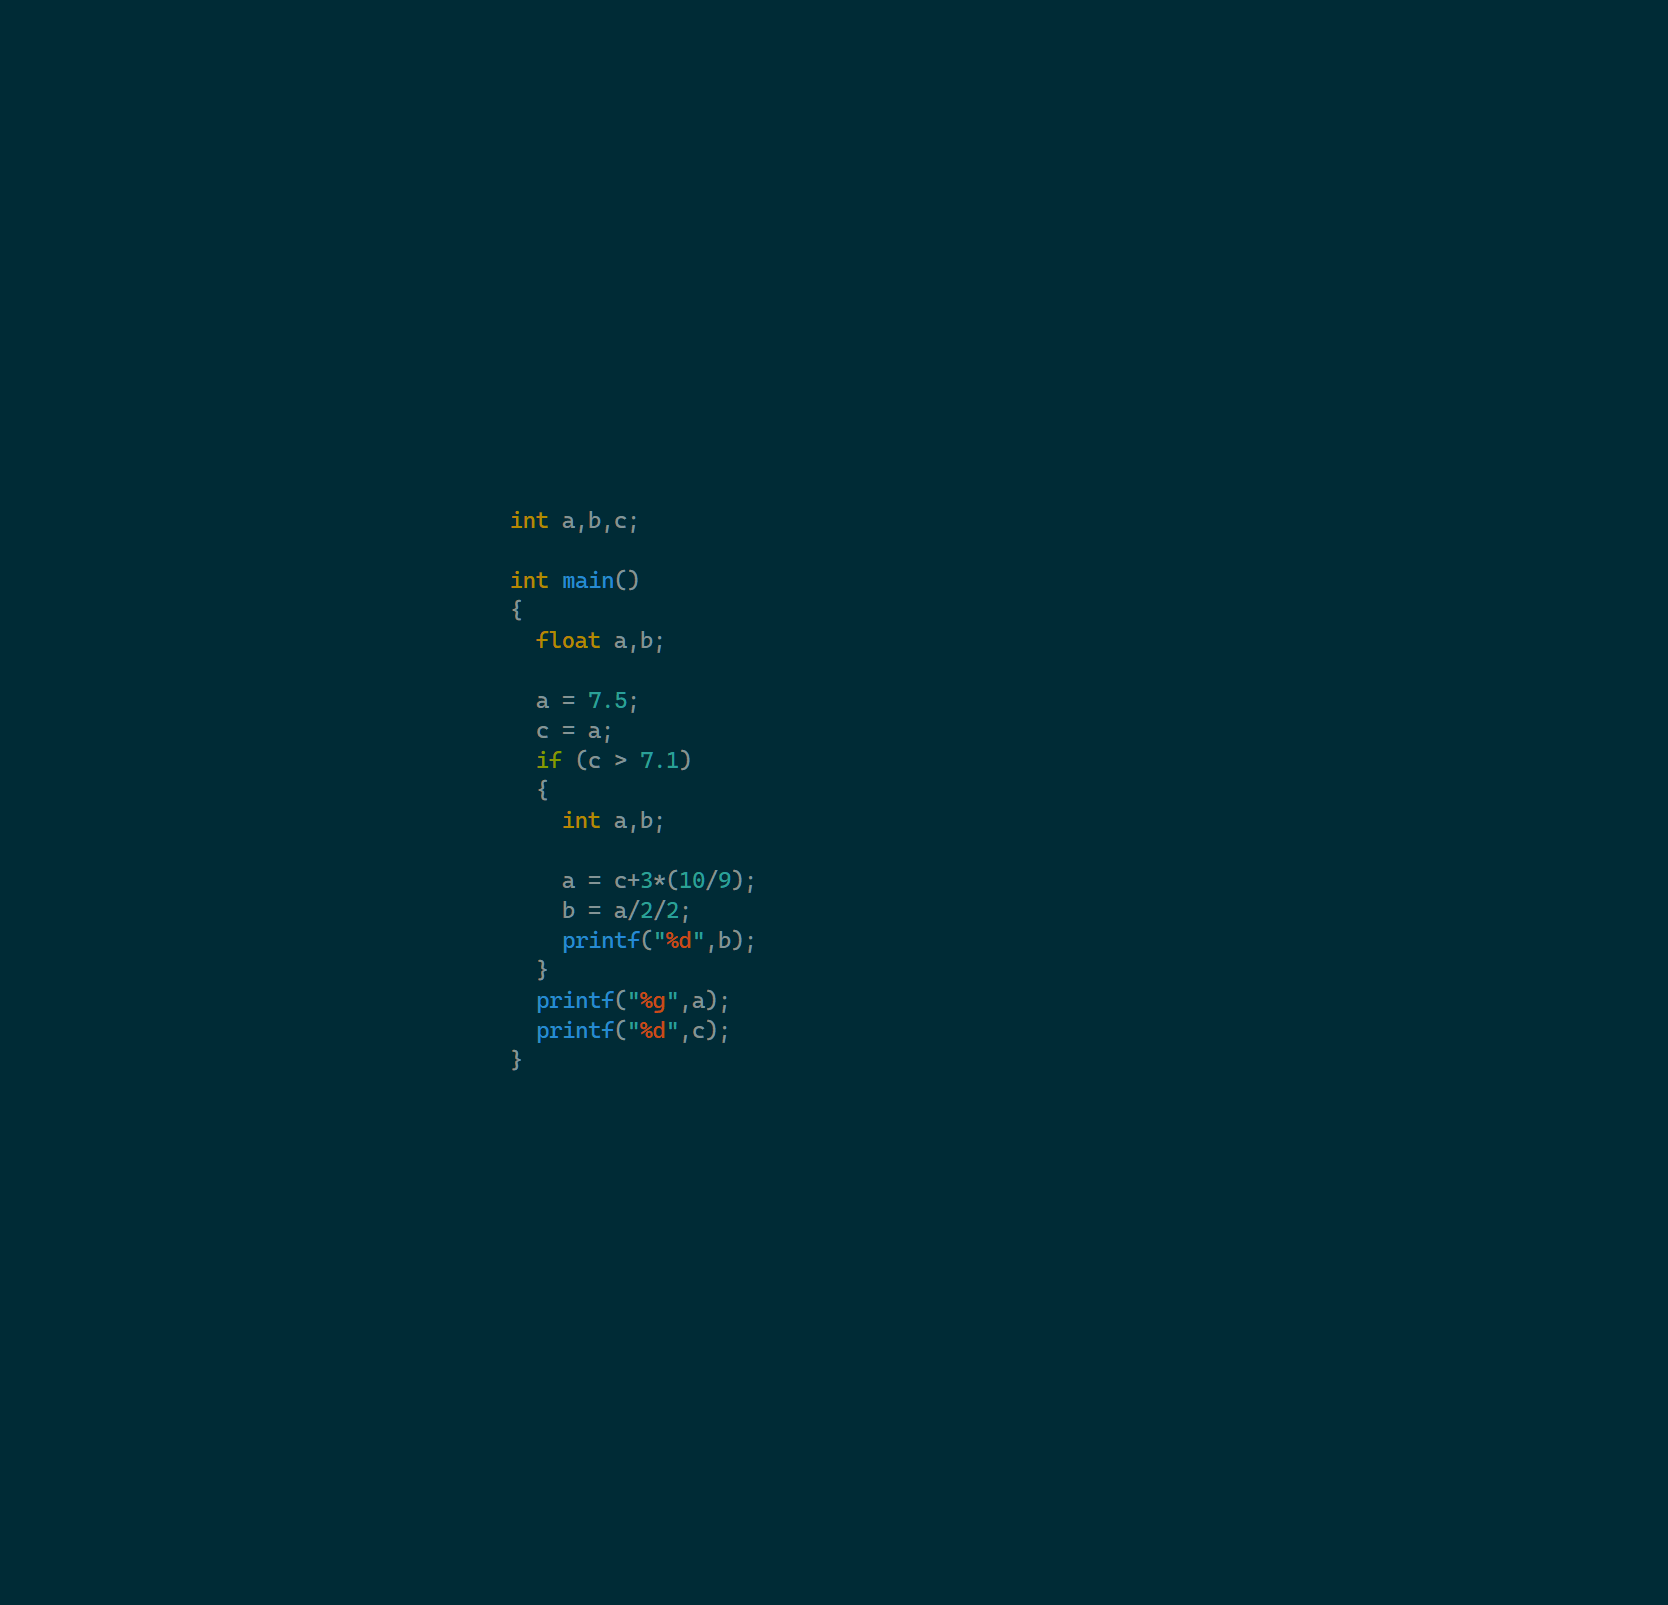 int a,b,c;

int main()
{
  float a,b;

  a = 7.5;
  c = a;
  if (c > 7.1)
  {
    int a,b;

    a = c+3*(10/9);
    b = a/2/2;
    printf("%d",b);
  }
  printf("%g",a);
  printf("%d",c);
}